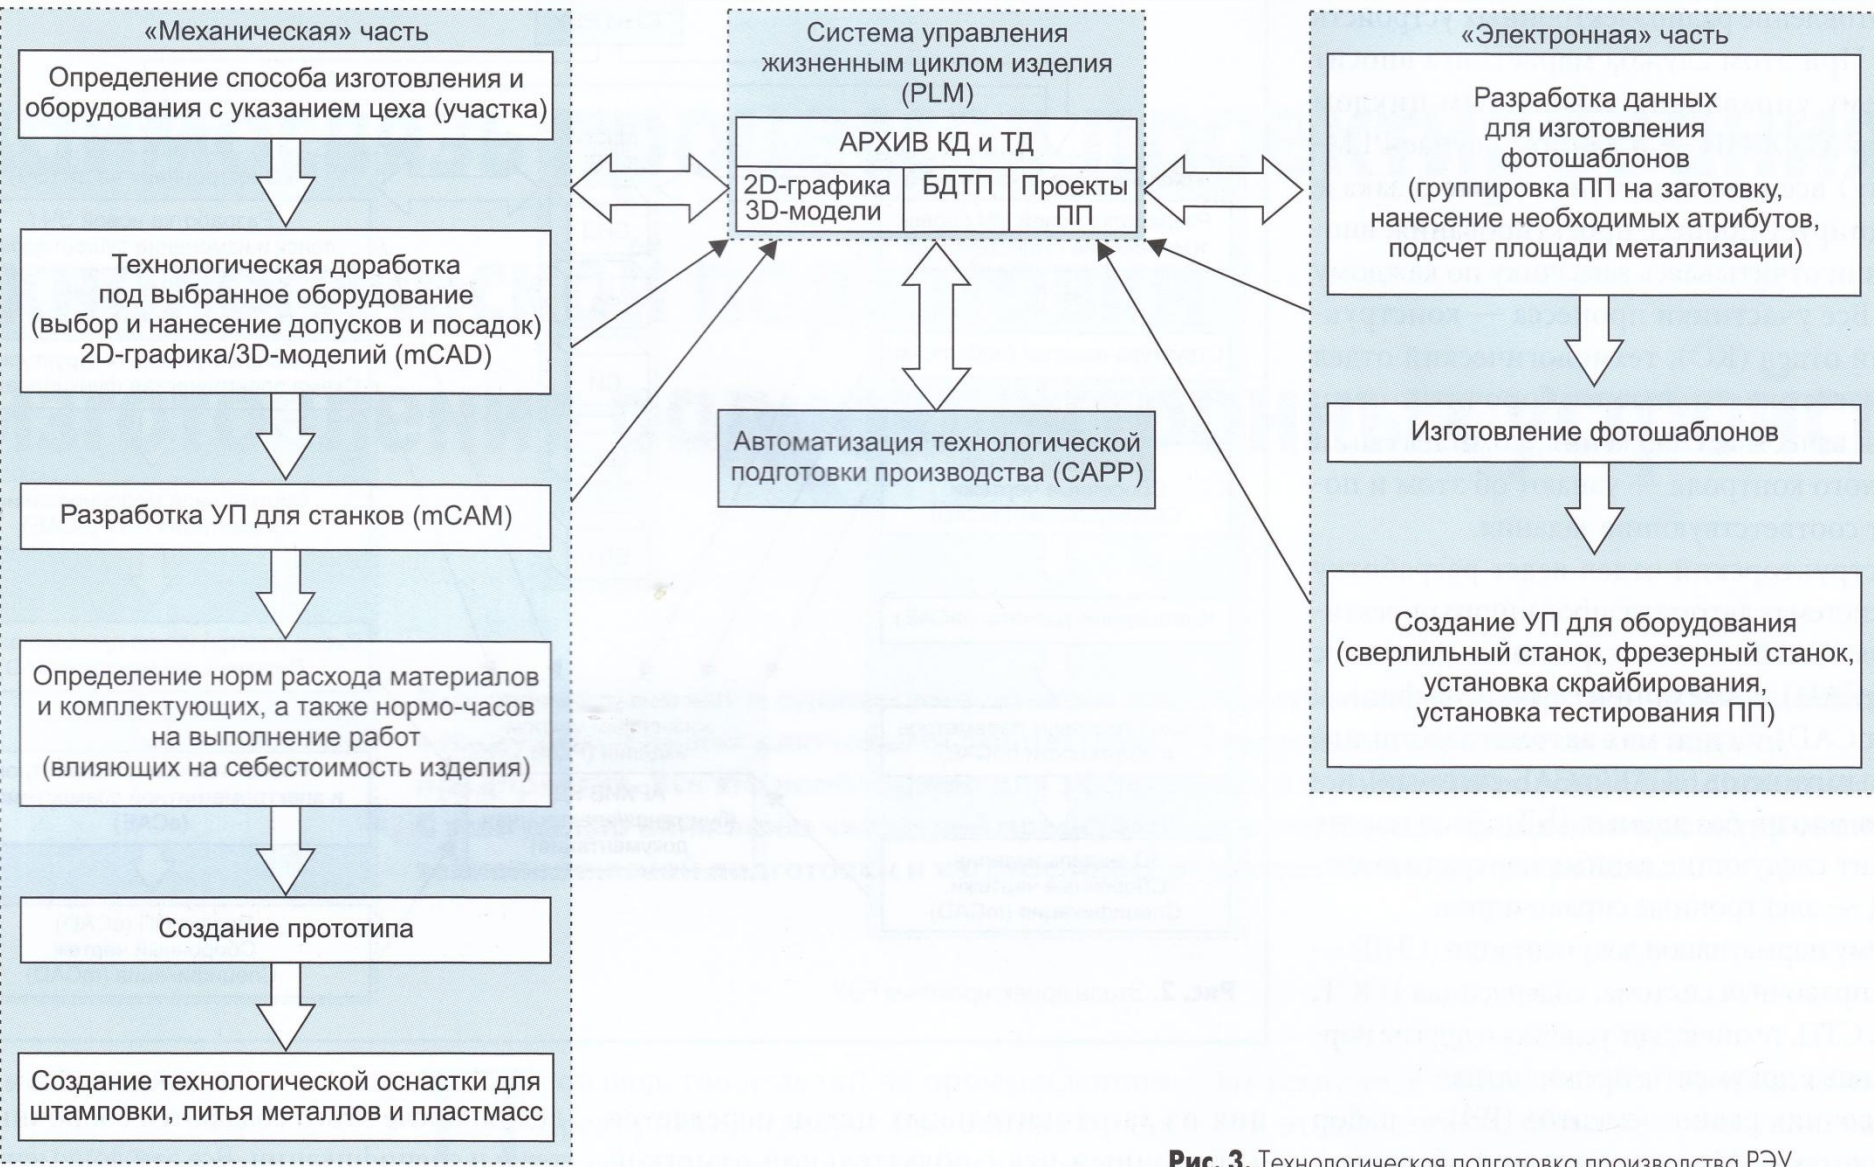 «Механическая» часть
Определение способа изготовления и
оборудования с указанием цеха (участка)
Технологическая доработка
под выбранное оборудование
(выбор и нанесение допусков и посадок)
2D-графика/3D-моделий (mCAD)
Разработка УП для станков (mCAM)
Определение норм расхода материалов
и комплектующих, а также нормо-часов
на выполнение работ
(влияющих на себестоимость изделия)
Создание прототипа
Создание технологической оснастки для
штамповки, литья металлов и пластмасс
Система управления
жизненным циклом изделия
(PLM)
АРХИВ КД и ТД
2D-графика
3D-модели
БДТП
Проекты
ПП
Автоматизация технологической
подготовки производства (CAPP)
«Электронная» часть
Разработка данных
для изготовления
фотошаблонов
(группировка ПП на заготовку,
нанесение необходимых атрибутов,
подсчет площади металлизации)
Изготовление фотошаблонов
Создание УП для оборудования
(сверлильный станок, фрезерный станок,
установка скрайбирования,
установка тестирования ПП)
Рис. 3. Технологическая подготовка производства РЭУ